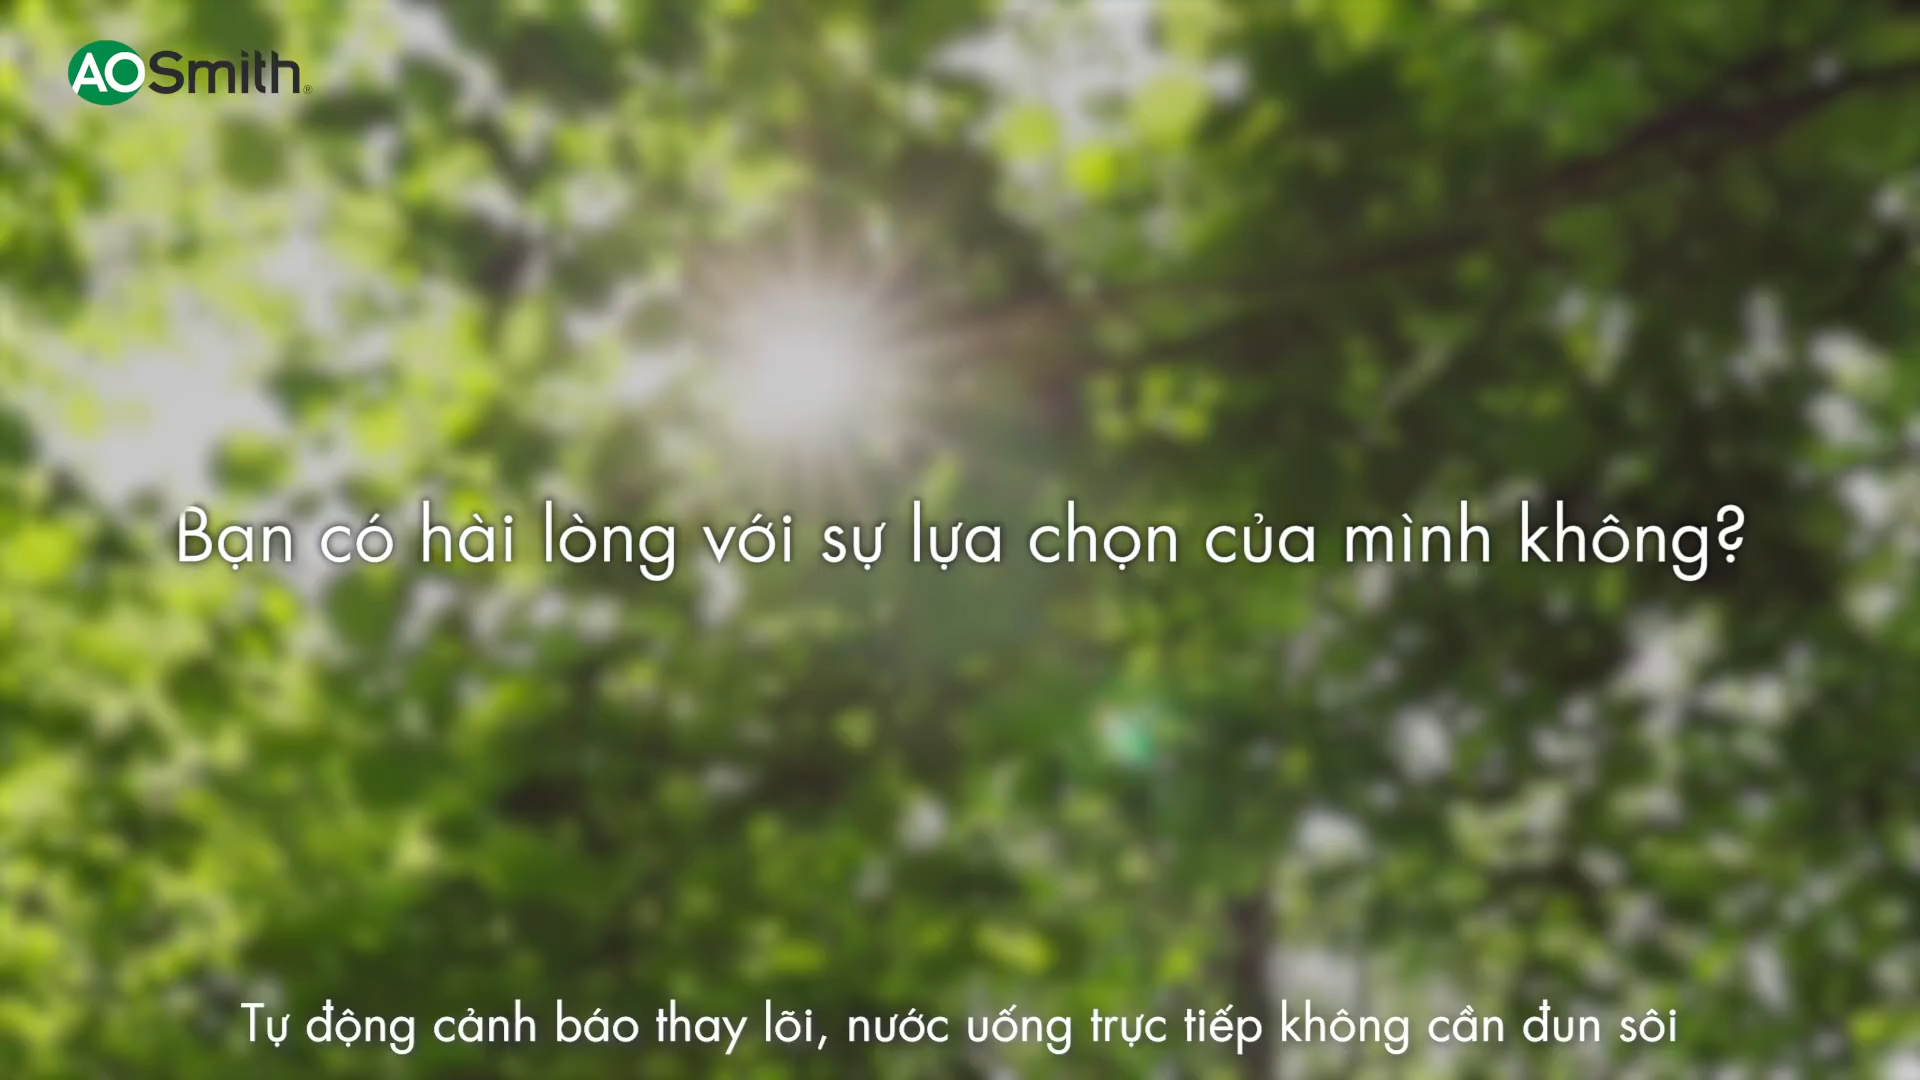 AOSmith®
Bạn có hài lòng với sự lựa chọn của mình không?
Tự động cảnh báo thay lõi, nước uống trực tiếp không cần đun sôi